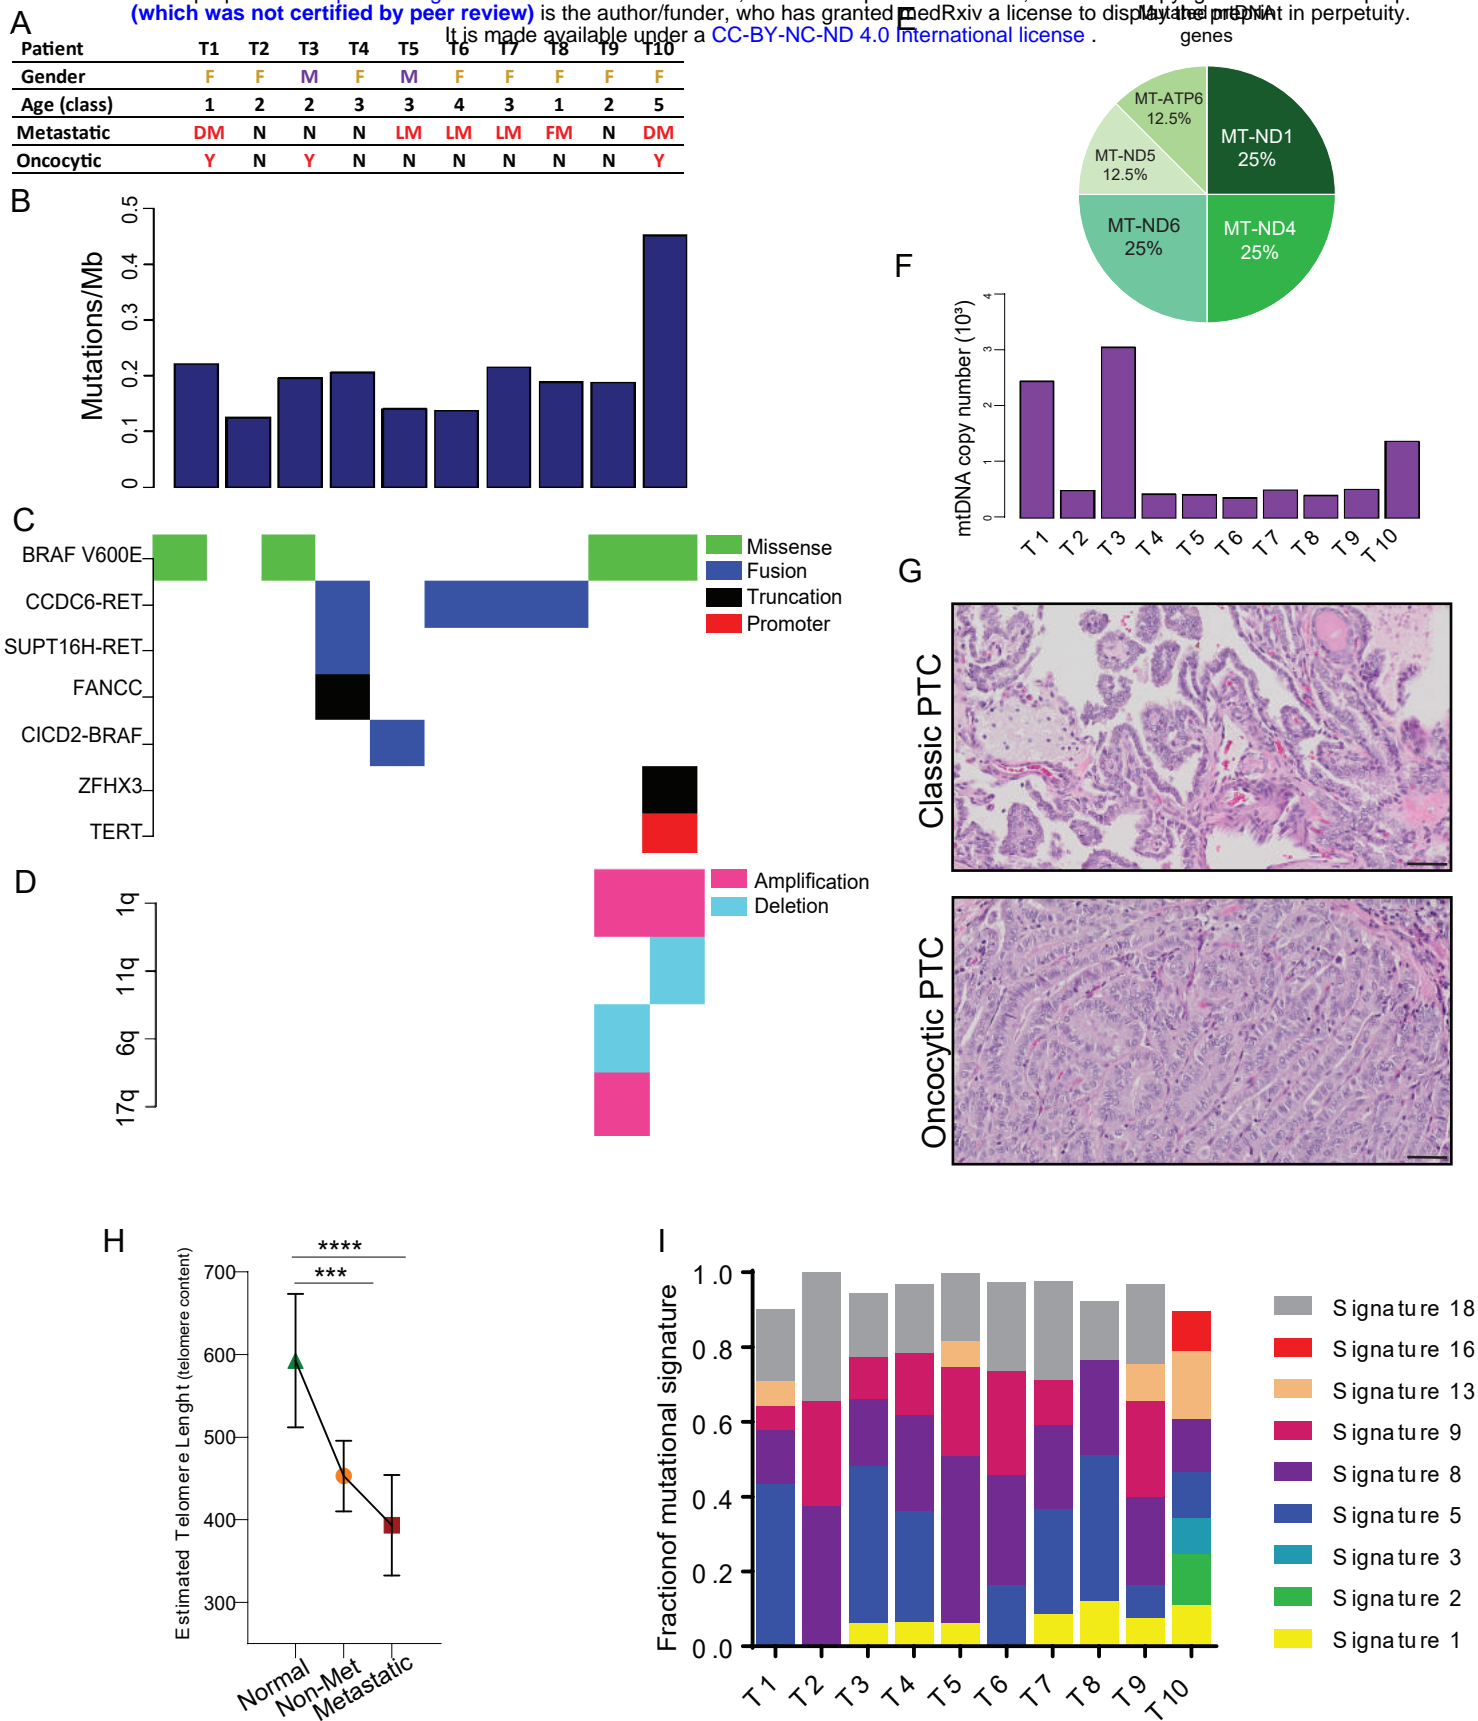 (which was not certified by peer review) is the author/funder, who has granted medRxiv a license to display the preprint in perpetuity.
It is made available under a CC-BY-NC-ND 4.0 International license .
A
Patient T1 T2 T3 T4 T5 T6 T7 T8 T9 T10
Gender F F M F M F F F F F
Age (class) 1 2 2 3 3 4 3 1 2 5
Metastatic DM N N N LM LM LM FM N DM
Oncocytic Y N Y N N N N N N Y
B
Mutations/Mb
0.5
0.4
0.3
0.2
0.1
0
C
BRAF V600E
CCDC6-RET
SUPT16H-RET
FANCC
CICD2-BRAF
ZFHX3
TERT
Missense
Fusion
Truncation
Promoter
D
1q
11q
6q
17q
Amplification
Deletion
E
Mutated mtDNA
genes
MT-ATP6
12.5%
MT-ND1
25%
MT-ND5
12.5%
MT-ND6
25%
MT-ND4
25%
F
mtDNA copy number (10³)
4
3
2
1
0
T1 T2 T3 T4 T5 T6 T7 T8 T9 T10
G
Classic PTC
Oncocytic PTC
H
Estimated Telomere Lenght (telomere content)
****
***
700
600
500
400
300
Normal
Non-Met
Metastatic
I
Fractionof mutational signature
1.0
0.8
0.6
0.4
0.2
0.0
T1 T2 T3 T4 T5 T6 T7 T8 T9 T10
Signature 18
Signature 16
Signature 13
Signature 9
Signature 8
Signature 5
Signature 3
Signature 2
Signature 1